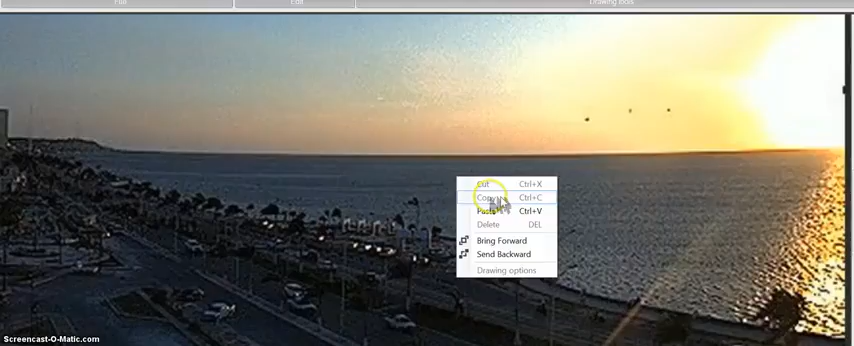 File Edit Drawing tools
Cut Ctrl+X
Copy Ctrl+C
Paste Ctrl+V
Delete DEL
Bring Forward
Send Backward
Drawing options
Screencast-O-Matic.com